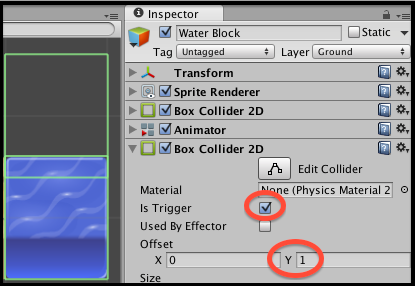 Inspector
Water Block
Static
Tag Untagged Layer Ground
Transform
Sprite Renderer
Box Collider 2D
Animator
Box Collider 2D
Edit Collider
Material None (Physics Material 2
Is Trigger
Used By Effector
Offset
X 0 Y 1
Size